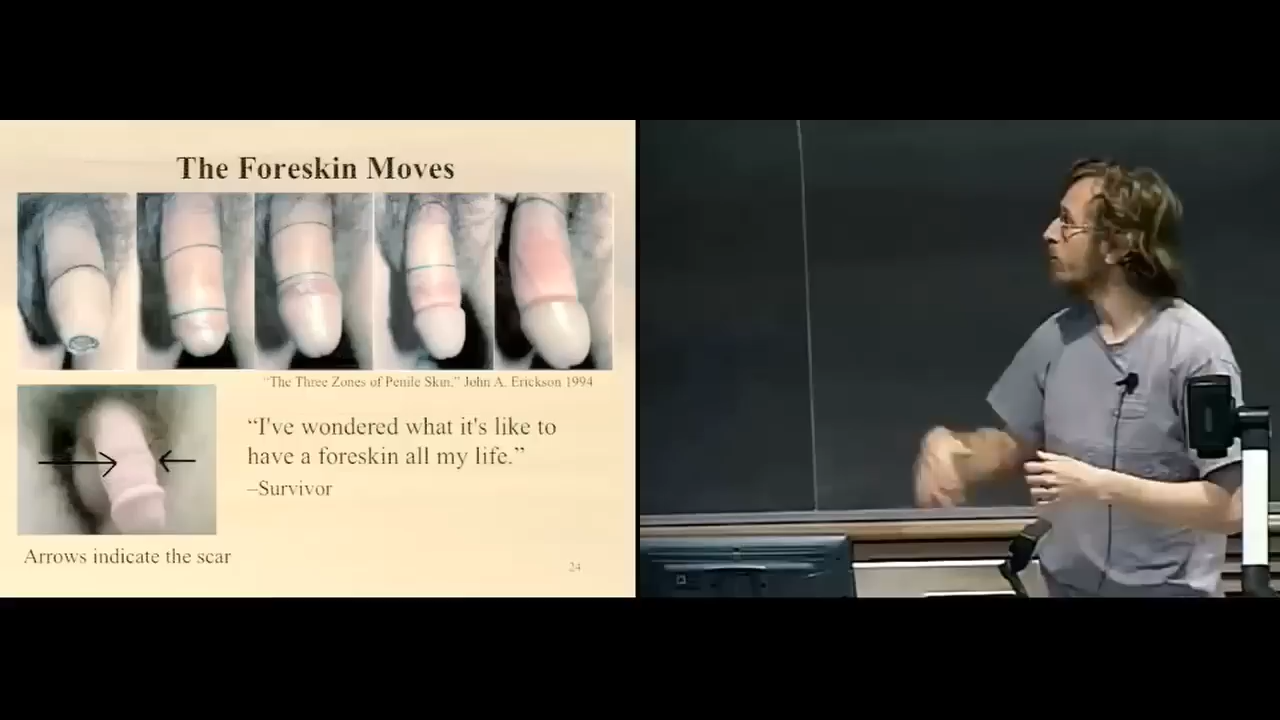 The Foreskin Moves
"The Three Zones of Penile Skin." John A. Erickson 1994
“I've wondered what it's like to
have a foreskin all my life.”
–Survivor
Arrows indicate the scar
24